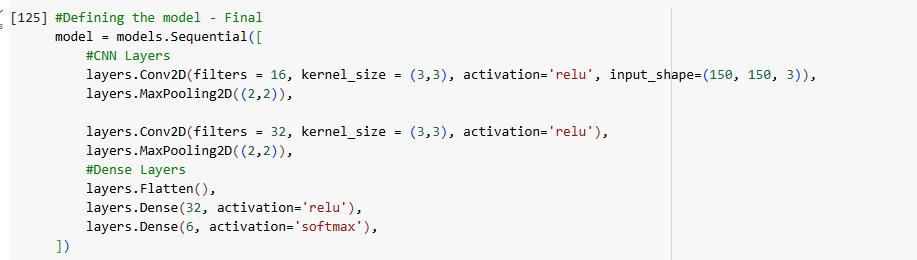 [125] #Defining the model - Final
model = models.Sequential([
#CNN Layers
layers.Conv2D(filters = 16, kernel_size = (3,3), activation='relu', input_shape=(150, 150, 3)),
layers.MaxPooling2D((2,2)),
layers.Conv2D(filters = 32, kernel_size = (3,3), activation='relu'),
layers.MaxPooling2D((2,2)),
#Dense Layers
layers.Flatten(),
layers.Dense(32, activation='relu'),
layers.Dense(6, activation='softmax'),
])